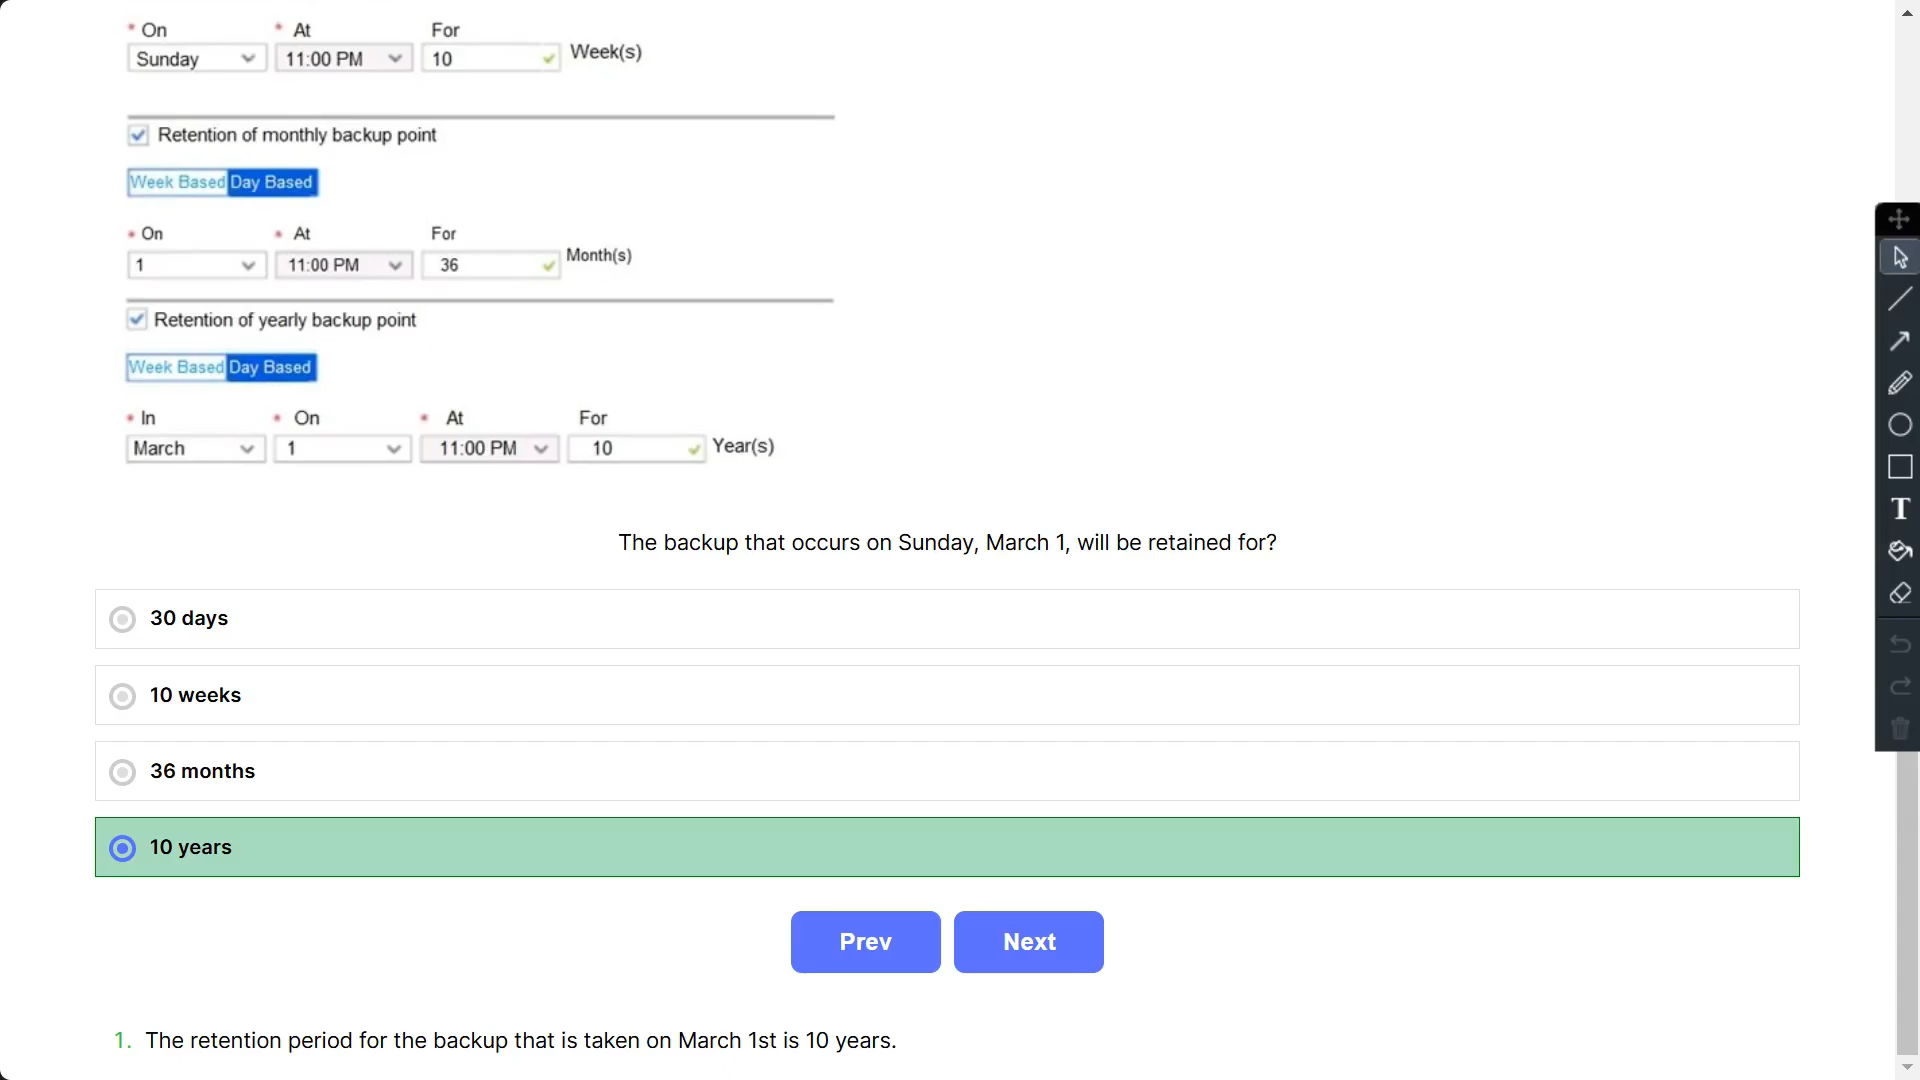 * On * At For
Sunday 11:00 PM 10 Week(s)
Retention of monthly backup point
Week Based Day Based
* On * At For
1 11:00 PM 36 Month(s)
Retention of yearly backup point
Week Based Day Based
* In * On * At For
March 1 11:00 PM 10 Year(s)
The backup that occurs on Sunday, March 1, will be retained for?
30 days
10 weeks
36 months
10 years
Prev Next
1. The retention period for the backup that is taken on March 1st is 10 years.
T